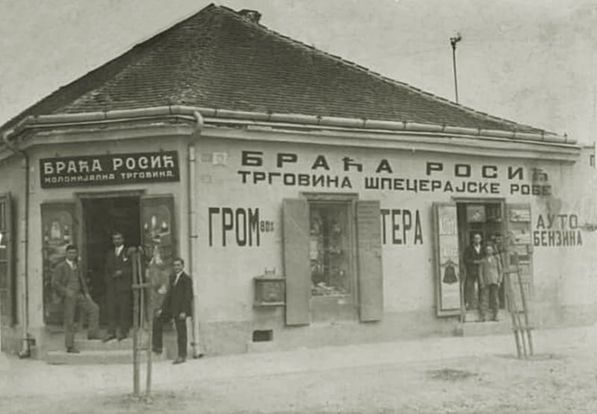 БРАЋА РОСИЋ
КОЛОНИЈАЛНА ТРГОВИНА
БРАЋА РОСИЋ
ТРГОВИНА ШПЕЦЕРАЈСКЕ РОБЕ
ГРОМ
ТЕРА
АУТО
БЕНЗИНА